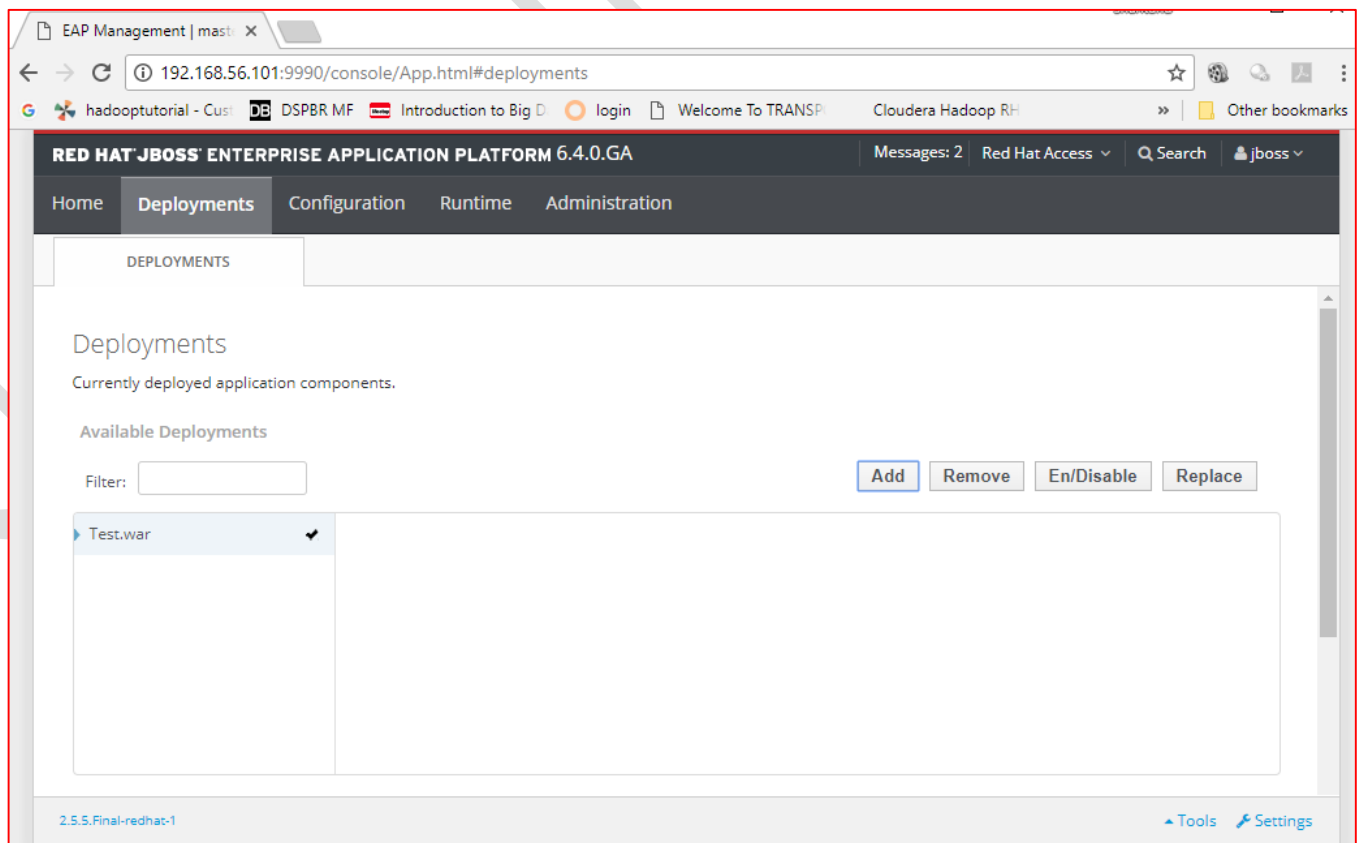 EAP Management | mast
192.168.56.101:9990/console/App.html#deployments
G hadooptutorial - Cust DB DSPBR MF Introduction to Big D login Welcome To TRANSP Cloudera Hadoop RH » Other bookmarks
RED HAT JBOSS ENTERPRISE APPLICATION PLATFORM 6.4.0.GA Messages: 2 Red Hat Access Search jboss
Home Deployments Configuration Runtime Administration
DEPLOYMENTS
Deployments
Currently deployed application components.
Available Deployments
Filter: Add Remove En/Disable Replace
Test.war
2.5.5.Final-redhat-1 Tools Settings